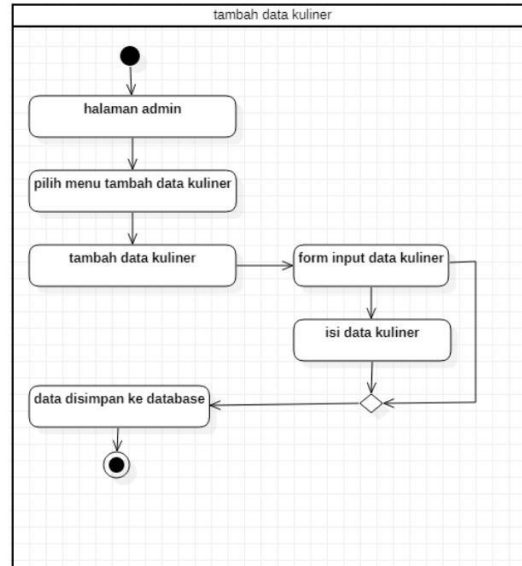 tambah data kuliner
halaman admin
pilih menu tambah data kuliner
tambah data kuliner
form input data kuliner
isi data kuliner
data disimpan ke database